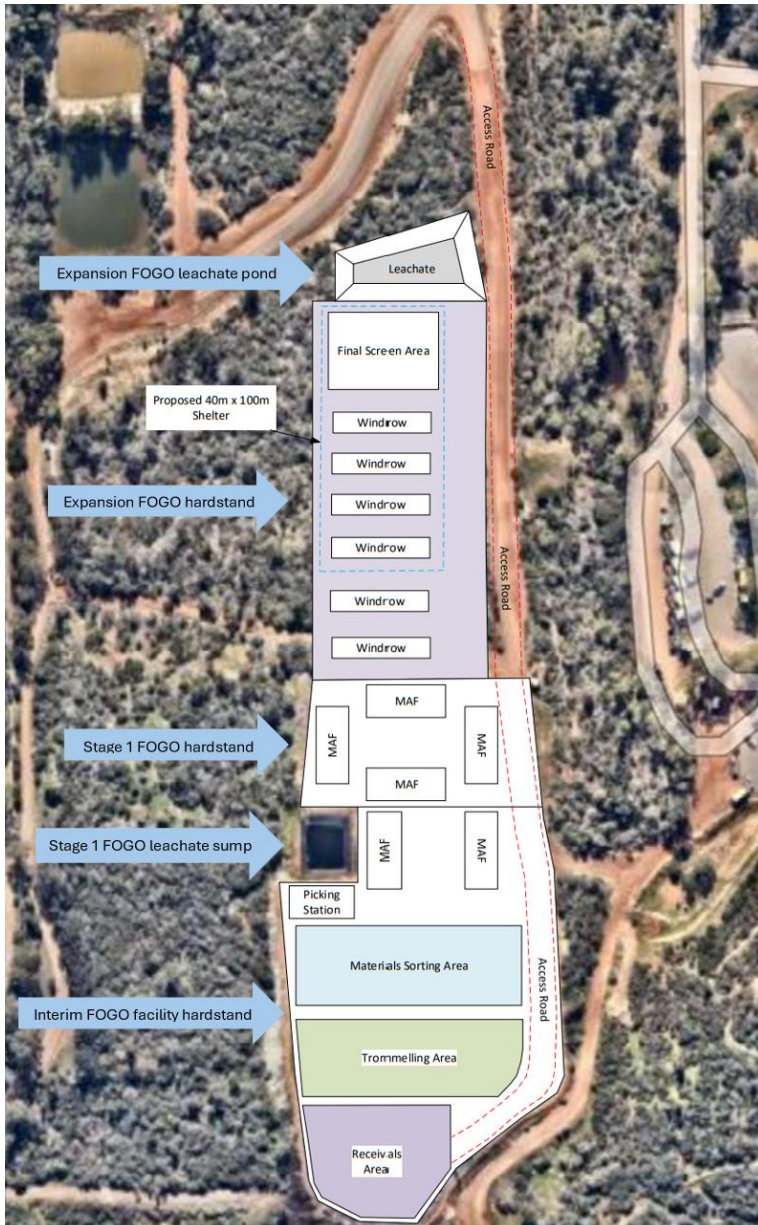 Access Road
Expansion FOGO leachate pond
Leachate
Final Screen Area
Proposed 40m x 100m
Shelter
Windrow
Windrow
Expansion FOGO hardstand
Windrow
Windrow
Access Road
Windrow
Windrow
MAF
Stage 1 FOGO hardstand
MAF
MAF
MAF
Stage 1 FOGO leachate sump
MAF
MAF
Picking
Station
Materials Sorting Area
Access Road
Interim FOGO facility hardstand
Trommelling Area
Receivals
Area